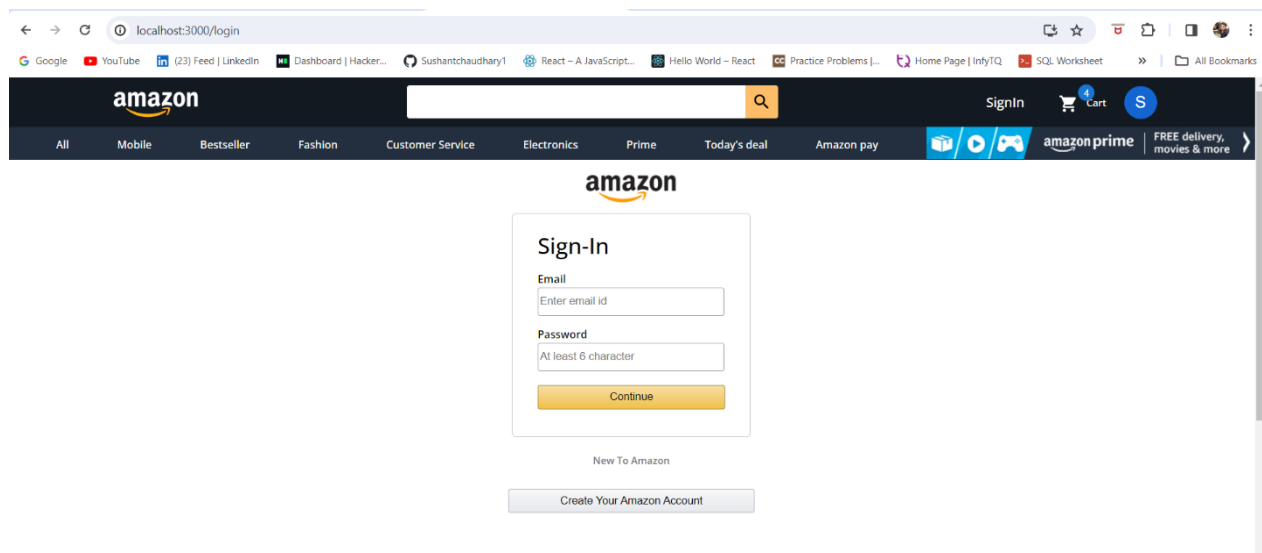 localhost:3000/login
Google YouTube (23) Feed | LinkedIn Dashboard | Hacker... Sushantchaudhary1 React – A JavaScript... Hello World – React Practice Problems |... Home Page | InfyTQ SQL Worksheet » All Bookmarks
amazon SignIn 4 Cart S
All Mobile Bestseller Fashion Customer Service Electronics Prime Today's deal Amazon pay amazon prime FREE delivery,
movies & more
amazon
Sign-In
Email
Enter email id
Password
At least 6 character
Continue
New To Amazon
Create Your Amazon Account